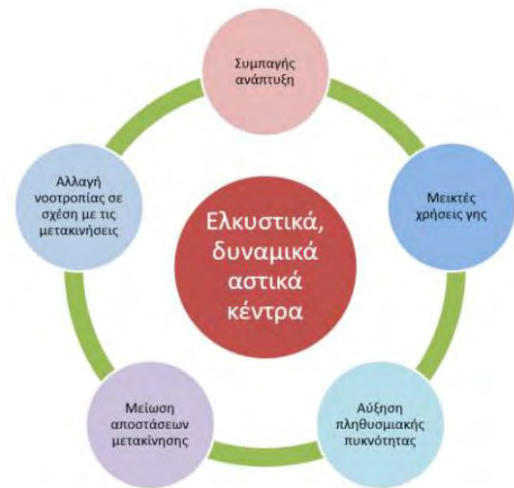 Συμπαγής
ανάπτυξη
Μεικτές
χρήσεις γης
Αύξηση
πληθυσμιακής
πυκνότητας
Μείωση
αποστάσεων
μετακίνησης
Αλλαγή
νοοτροπίας σε
σχέση με τις
μετακινήσεις
Ελκυστικά,
δυναμικά
αστικά
κέντρα